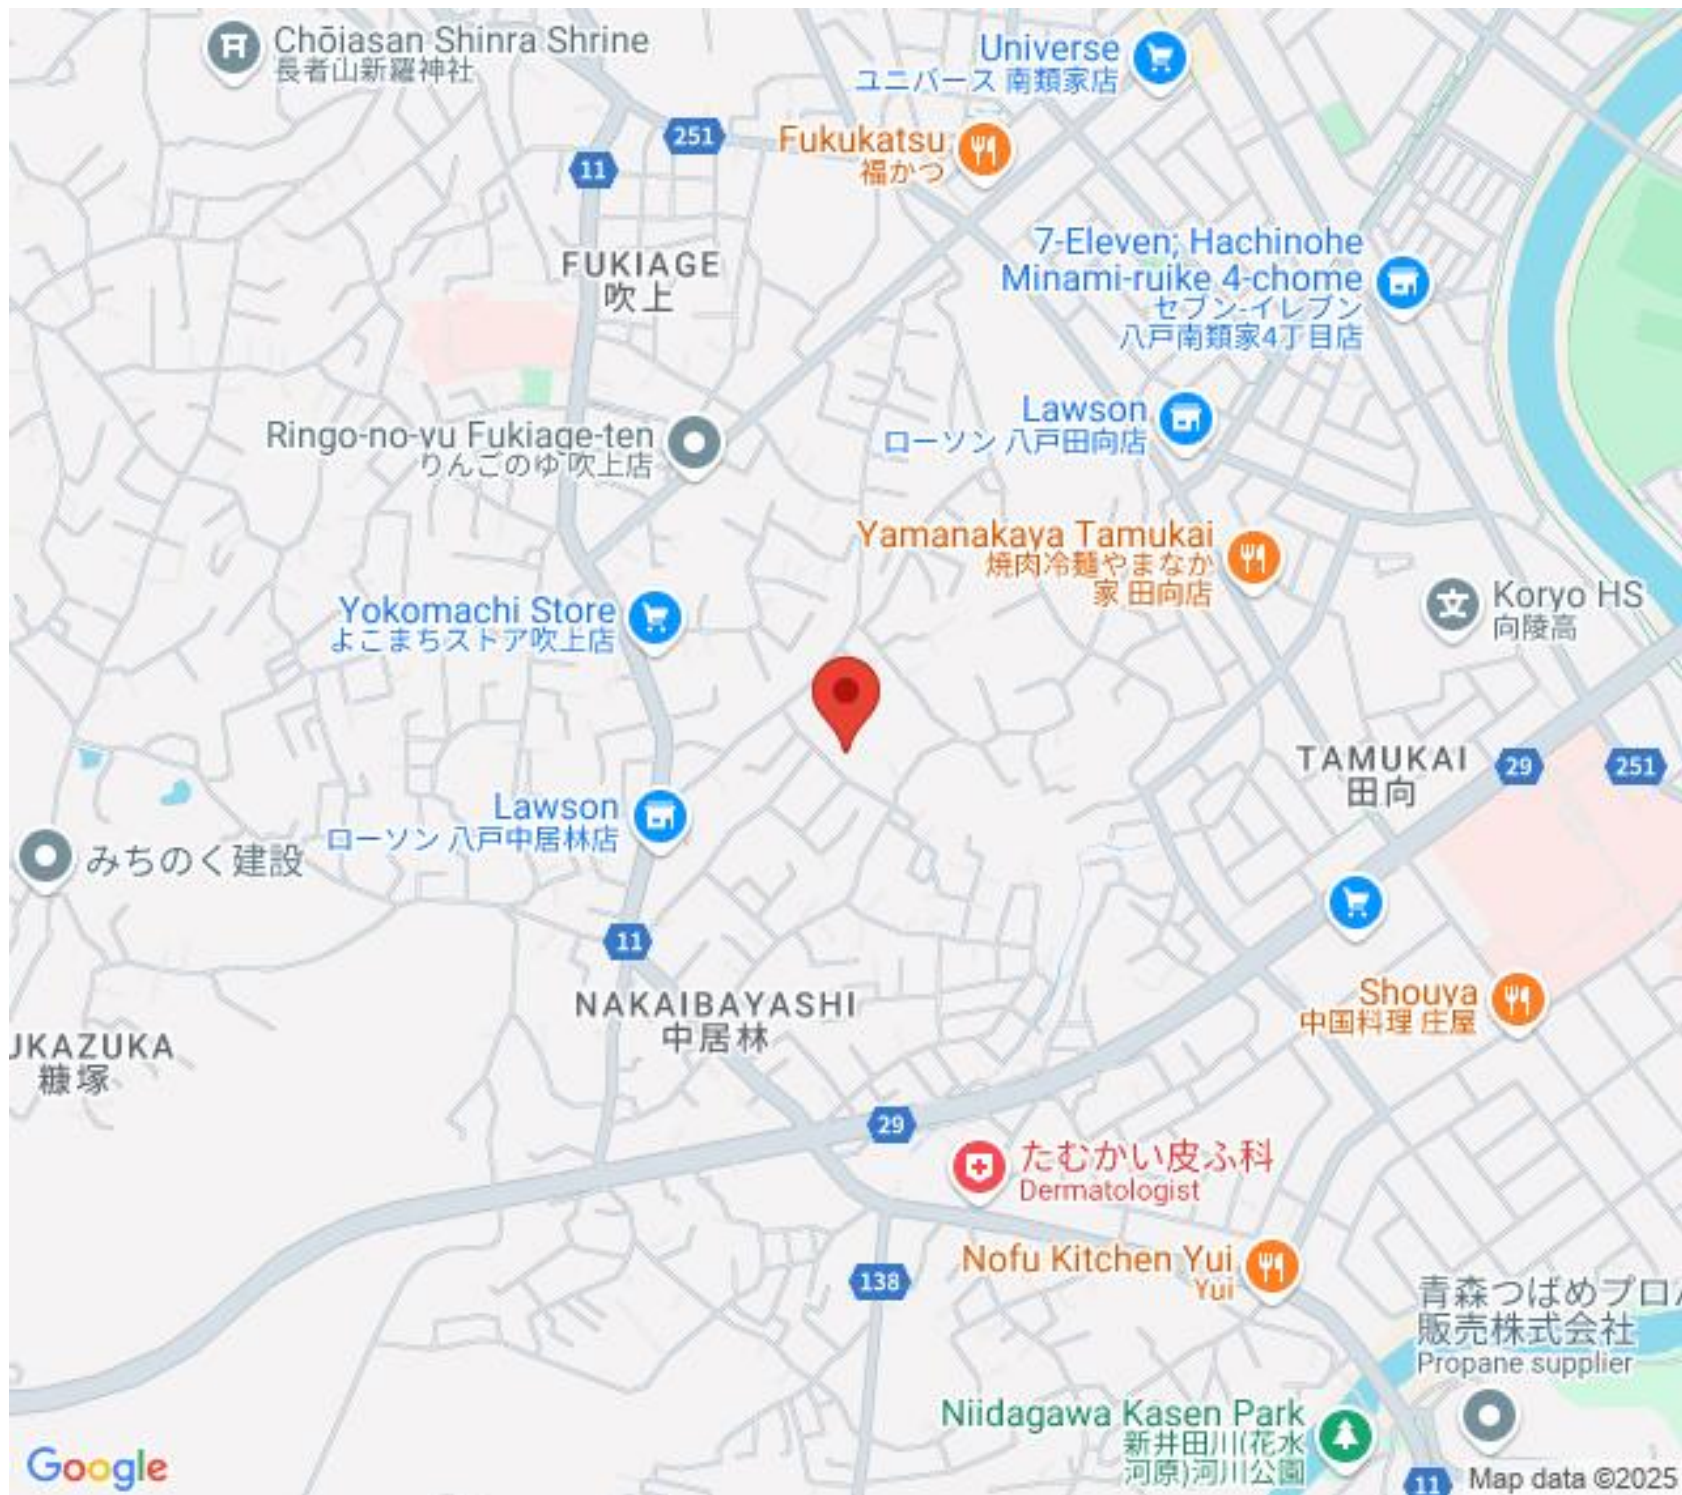 Chōjasan Shinra Shrine
長者山新羅神社
Universe
ユニバース 南類家店
251
Fukukatsu
福かつ
11
7-Eleven; Hachinohe
Minami-ruike 4-chome
セブン-イレブン
八戸南類家4丁目店
FUKIAGE
吹上
Lawson
ローソン 八戸田向店
Ringo-no-yu Fukiage-ten
りんごのゆ 吹上店
Yamanakaya Tamukai
焼肉冷麺やまなか
家 田向店
Koryo HS
向陵高
Yokomachi Store
よこまちストア吹上店
TAMUKAI
田向
29
251
Lawson
ローソン 八戸中居林店
みちのく建設
11
NAKAIBAYASHI
中居林
Shouya
中国料理 庄屋
UKAZUKA
糠塚
29
たむかい皮ふ科
Dermatologist
138
Nofu Kitchen Yui
Yui
青森つばめプロパ
販売株式会社
Propane supplier
Niidagawa Kasen Park
新井田川(花水
河原)河川公園
11
Google
Map data ©2025